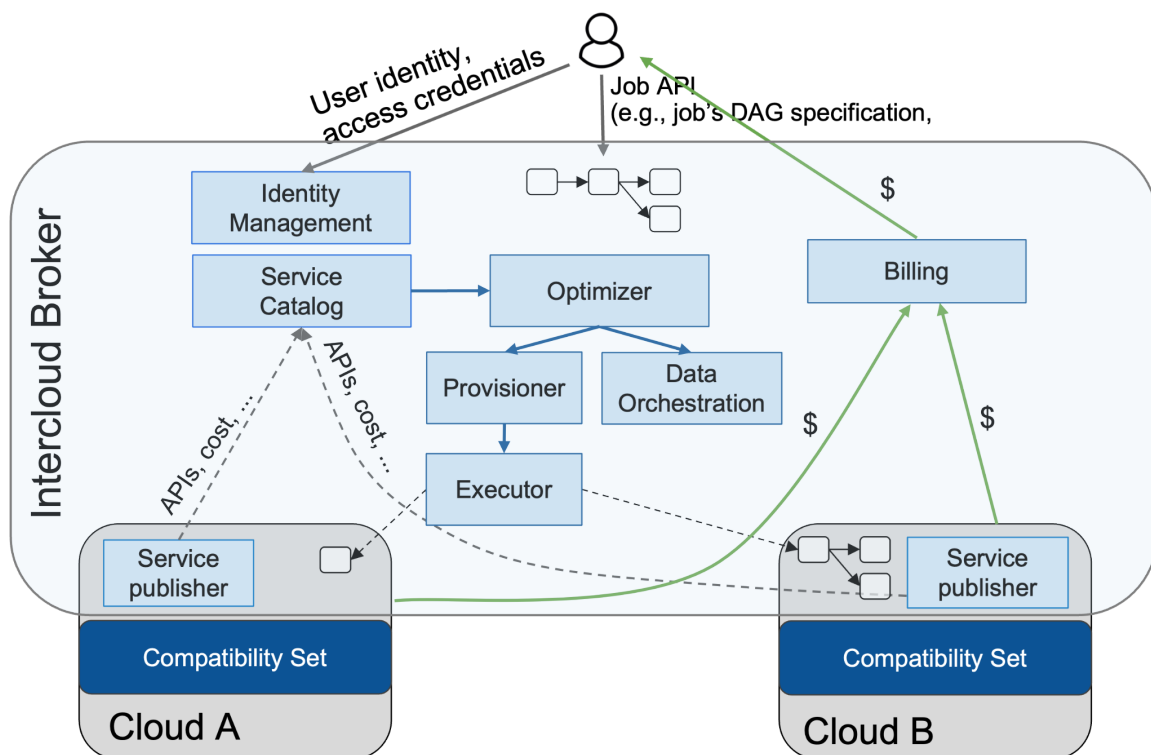 User identity,
access credentials
Job API
(e.g., job's DAG specification,
Intercloud Broker
Identity
Management
$
Billing
Service
Catalog
Optimizer
APIs, cost, ...
APIs, cost, ...
Provisioner
Data
Orchestration
$
$
Executor
Service
publisher
Service
publisher
Compatibility Set
Compatibility Set
Cloud A
Cloud B